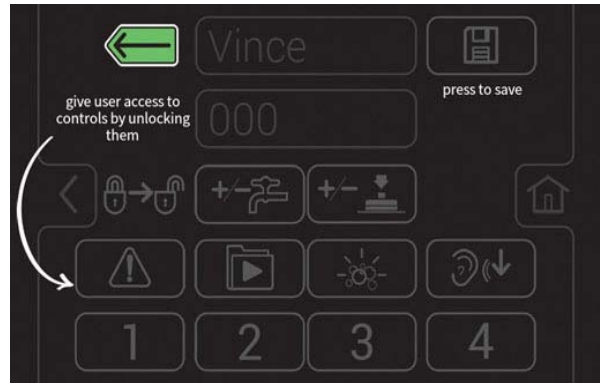 Vince
press to save
give user access to
controls by unlocking
them
000
+/-
+/-
1
2
3
4